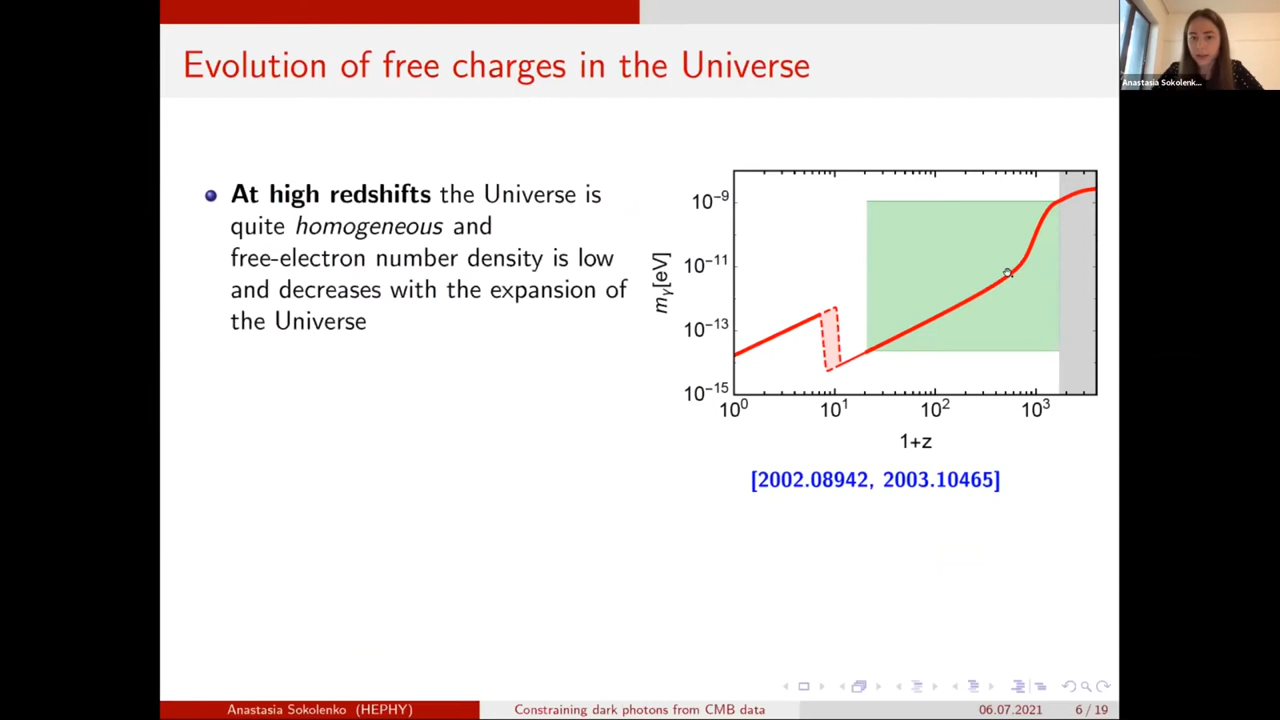 Evolution of free charges in the Universe
Anastasia Sokolenk...
At high redshifts the Universe is
quite homogeneous and
free-electron number density is low
and decreases with the expansion of
the Universe
10⁻⁹
10⁻¹¹
10⁻¹³
10⁻¹⁵
mᵧ[eV]
10⁰ 10¹ 10² 10³
1+z
[2002.08942, 2003.10465]
Anastasia Sokolenko (HEPHY) Constraining dark photons from CMB data 06.07.2021 6 / 19